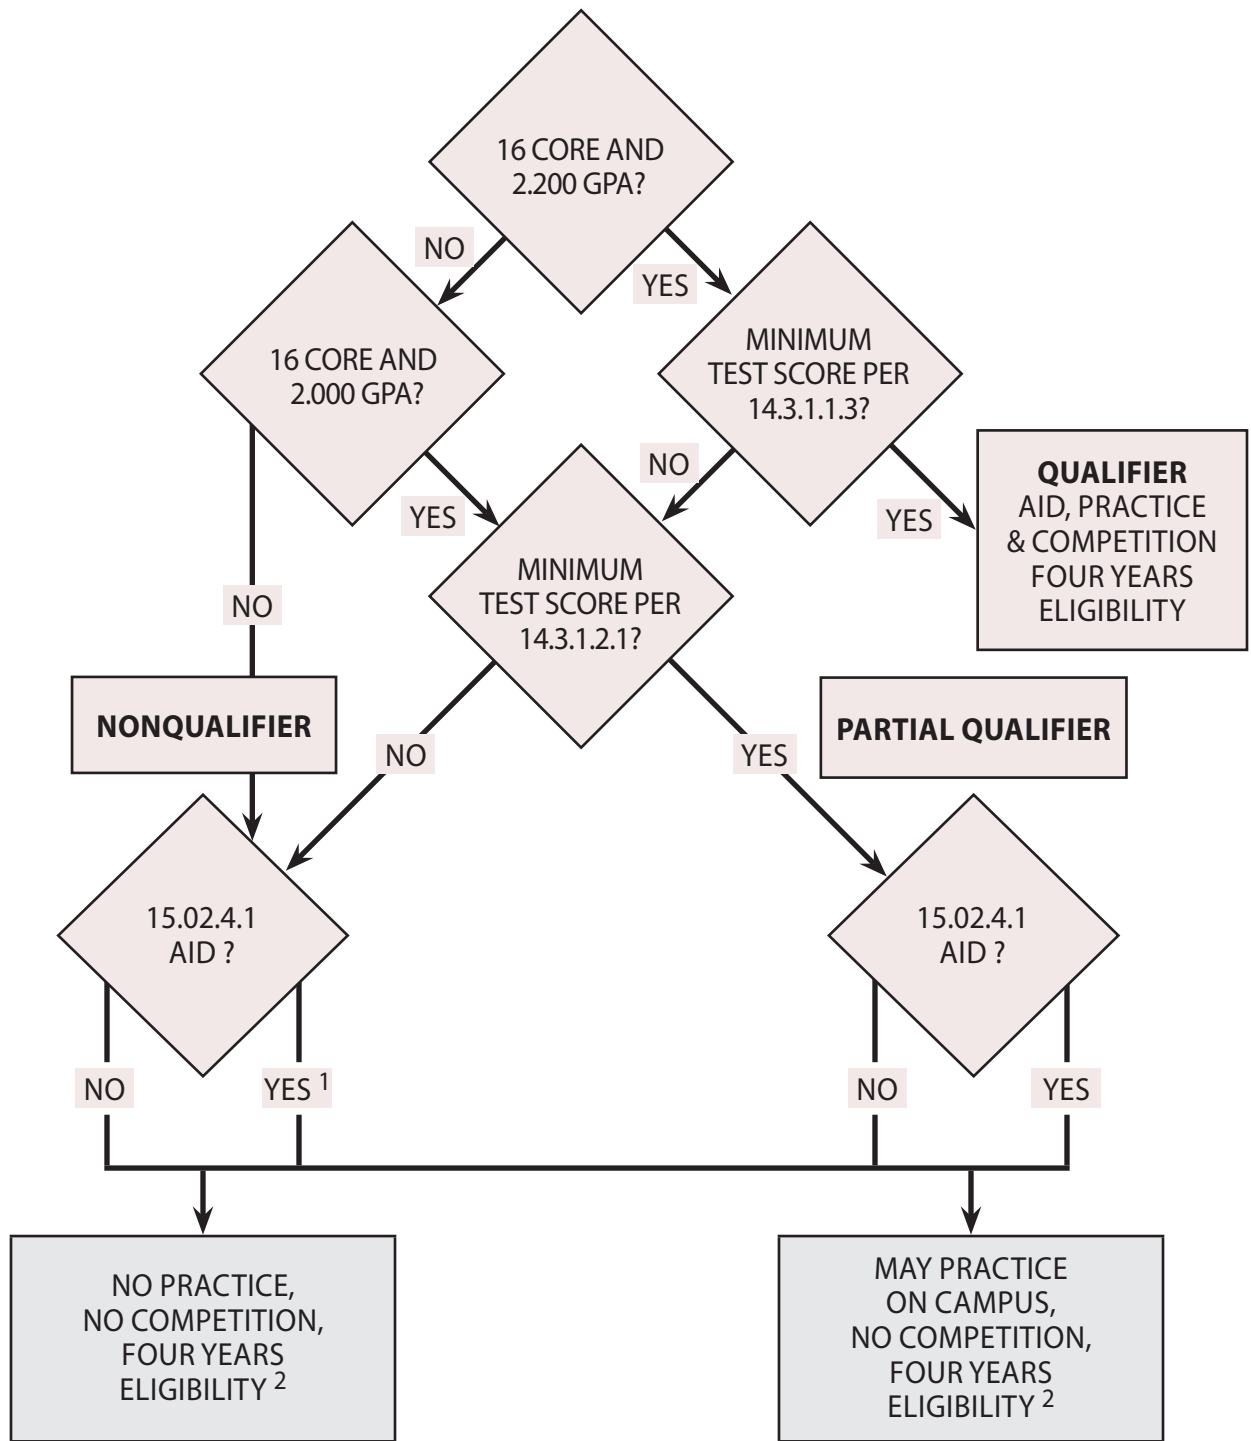 16 CORE AND
2.200 GPA?
NO
YES
16 CORE AND
2.000 GPA?
MINIMUM
TEST SCORE PER
14.3.1.1.3?
NO
YES
YES
QUALIFIER
AID, PRACTICE
& COMPETITION
FOUR YEARS
ELIGIBILITY
MINIMUM
TEST SCORE PER
14.3.1.2.1?
NO
NONQUALIFIER
PARTIAL QUALIFIER
NO
YES
15.02.4.1
AID ?
15.02.4.1
AID ?
NO
YES 1
NO
YES
NO PRACTICE,
NO COMPETITION,
FOUR YEARS
ELIGIBILITY 2
MAY PRACTICE
ON CAMPUS,
NO COMPETITION,
FOUR YEARS
ELIGIBILITY 2